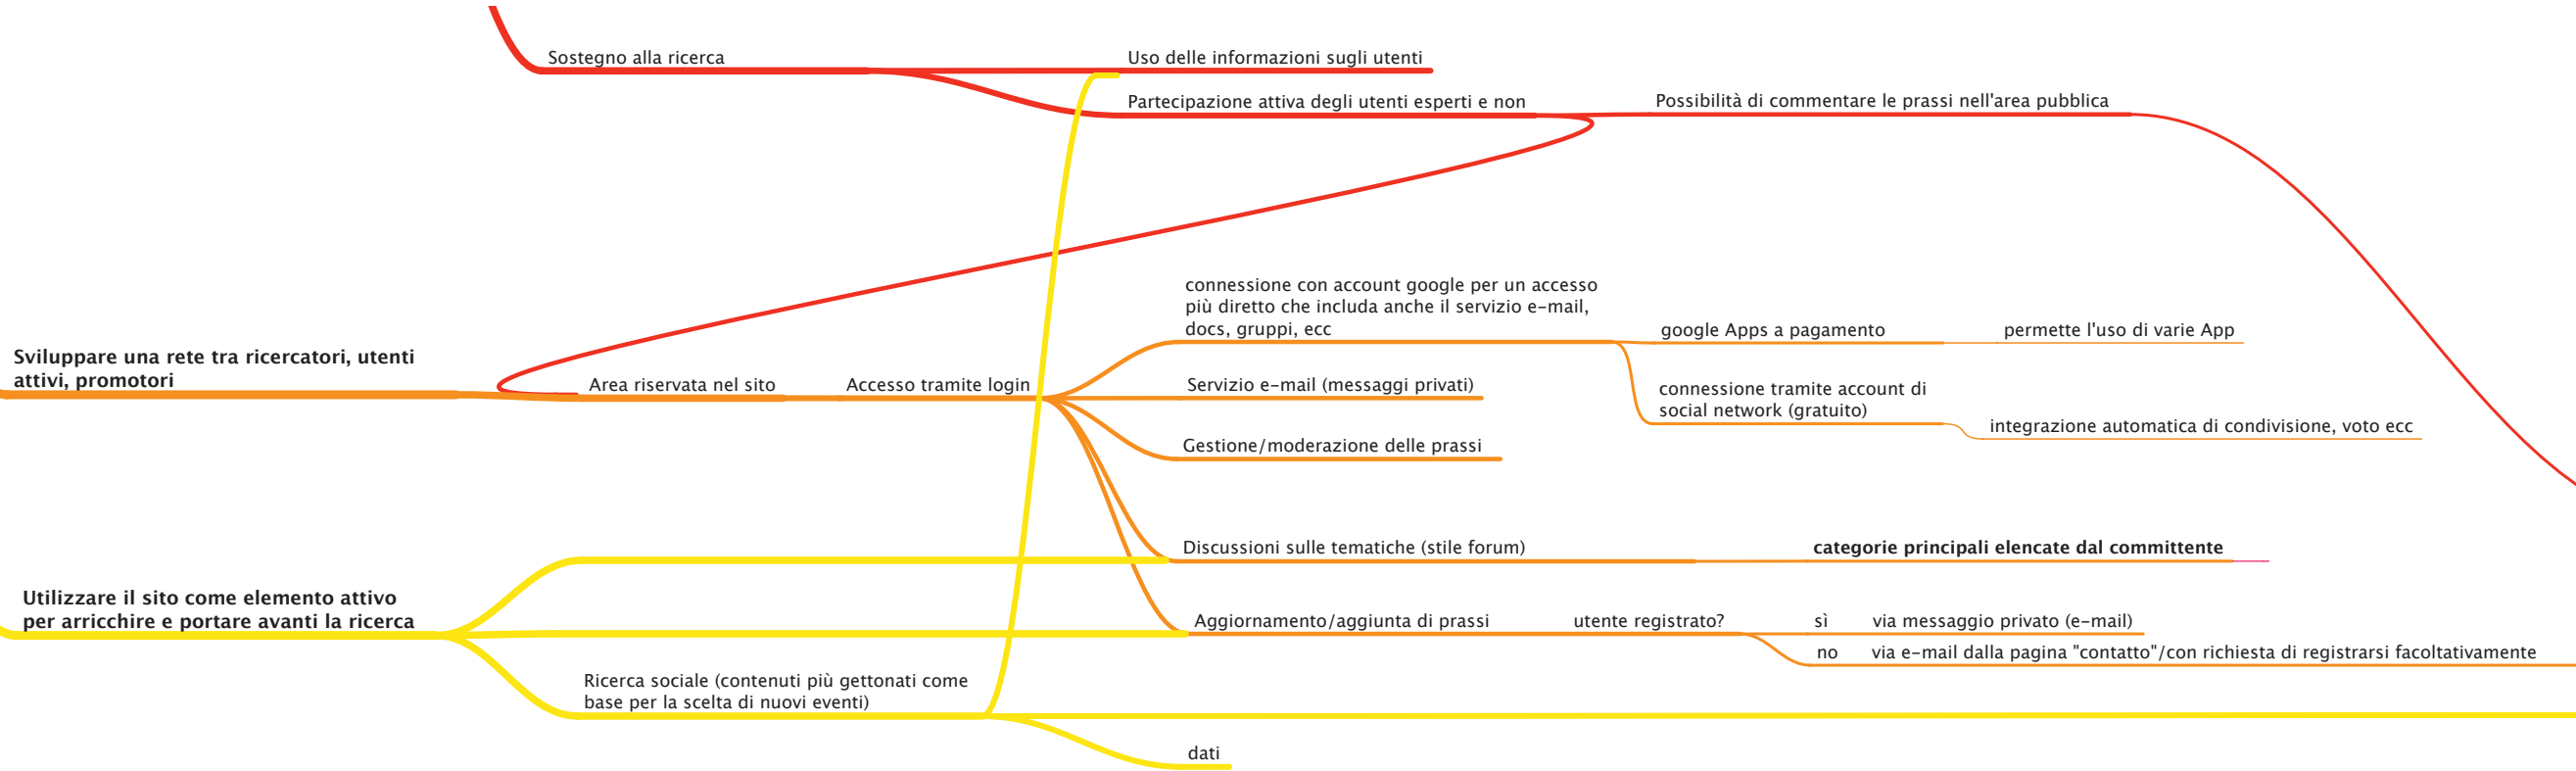 Sostegno alla ricerca
Uso delle informazioni sugli utenti
Partecipazione attiva degli utenti esperti e non
Possibilità di commentare le prassi nell'area pubblica
Sviluppare una rete tra ricercatori, utenti
attivi, promotori
Area riservata nel sito
Accesso tramite login
connessione con account google per un accesso
più diretto che includa anche il servizio e-mail,
docs, gruppi, ecc
google Apps a pagamento
permette l'uso di varie App
connessione tramite account di
social network (gratuito)
integrazione automatica di condivisione, voto ecc
Servizio e-mail (messaggi privati)
Gestione/moderazione delle prassi
Discussioni sulle tematiche (stile forum)
categorie principali elencate dal committente
Aggiornamento/aggiunta di prassi
utente registrato?
sì
via messaggio privato (e-mail)
no
via e-mail dalla pagina "contatto"/con richiesta di registrarsi facoltativamente
Utilizzare il sito come elemento attivo
per arricchire e portare avanti la ricerca
Ricerca sociale (contenuti più gettonati come
base per la scelta di nuovi eventi)
dati